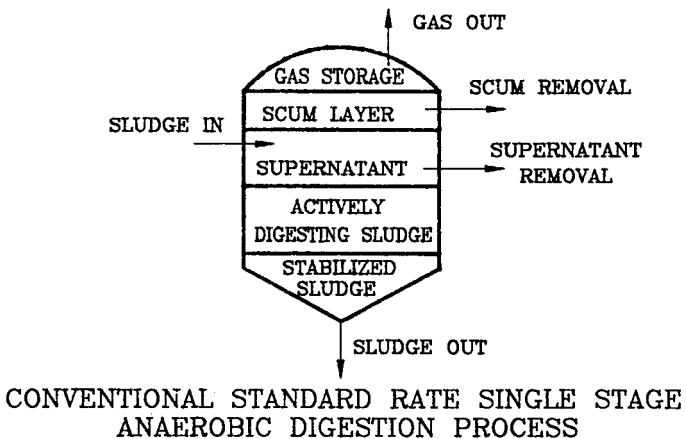 GAS OUT
GAS STORAGE
SCUM REMOVAL
SCUM LAYER
SLUDGE IN
SUPERNATANT
REMOVAL
SUPERNATANT
ACTIVELY
DIGESTING SLUDGE
STABILIZED
SLUDGE
SLUDGE OUT
CONVENTIONAL STANDARD RATE SINGLE STAGE
ANAEROBIC DIGESTION PROCESS